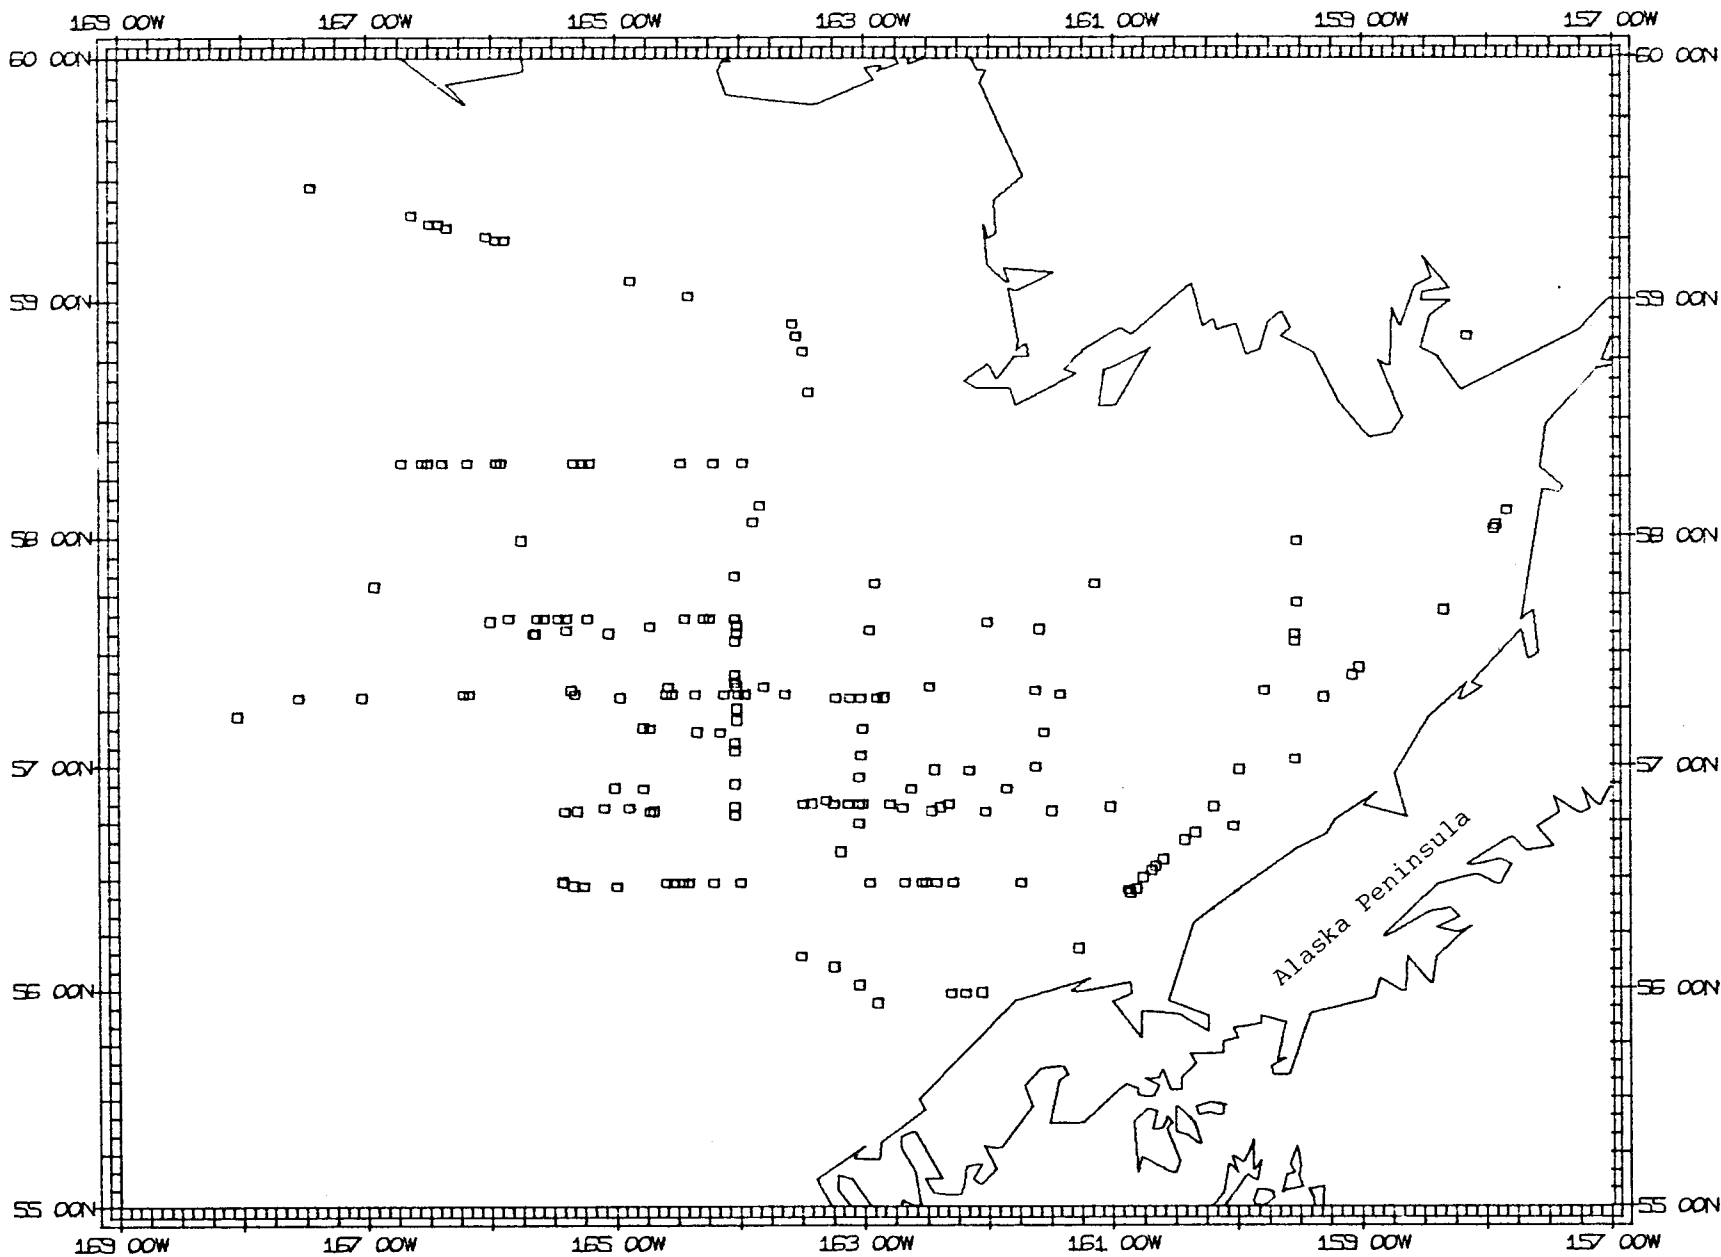 169 00W 167 00W 165 00W 163 00W 161 00W 159 00W 157 00W
60 00N 60 00N
59 00N 59 00N
58 00N 58 00N
57 00N 57 00N
Alaska Peninsula
56 00N 56 00N
55 00N 55 00N
169 00W 167 00W 165 00W 163 00W 161 00W 159 00W 157 00W